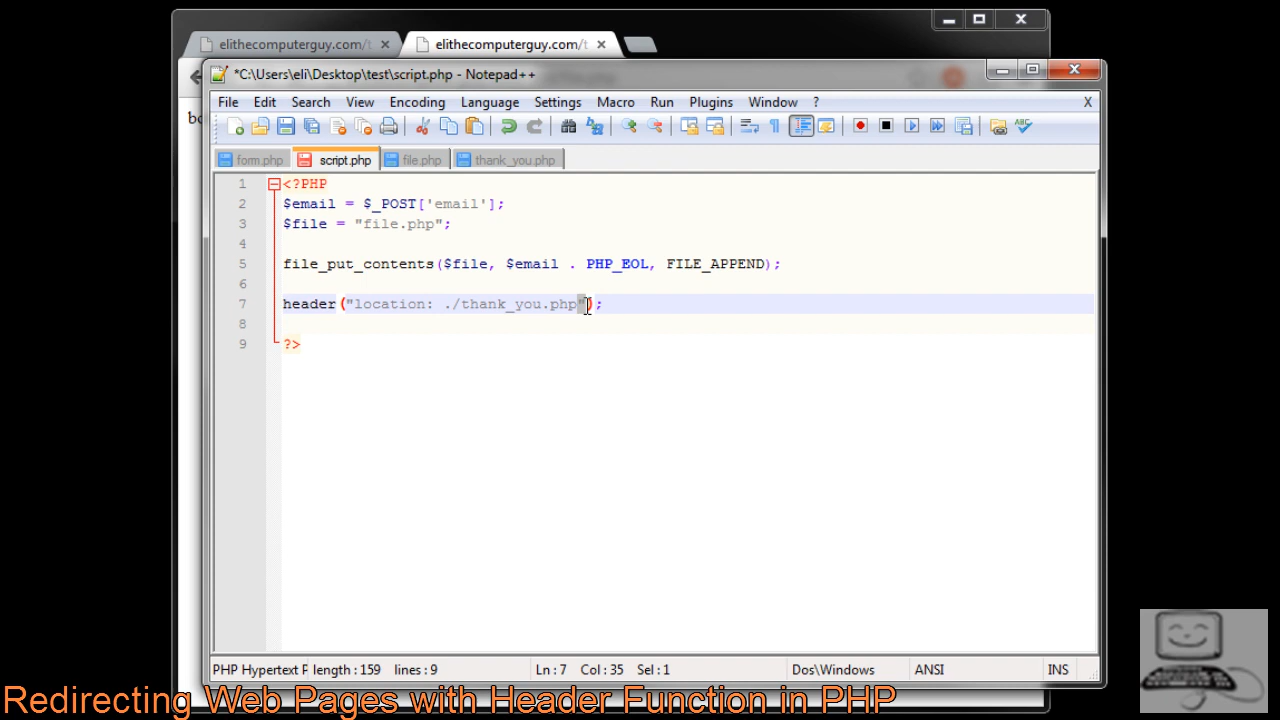 elithecomputerguy.com/t
elithecomputerguy.com/t
*C:\Users\eli\Desktop\test\script.php - Notepad++
File Edit Search View Encoding Language Settings Macro Run Plugins Window ? X
form.php script.php file.php thank_you.php
1 <?PHP
2 $email = $_POST['email'];
3 $file = "file.php";
4
5 file_put_contents($file, $email . PHP_EOL, FILE_APPEND);
6
7 header("location: ./thank_you.php");
8
9 ?>
PHP Hypertext P length : 159 lines : 9 Ln : 7 Col : 35 Sel : 1 Dos\Windows ANSI INS
Redirecting Web Pages with Header Function in PHP